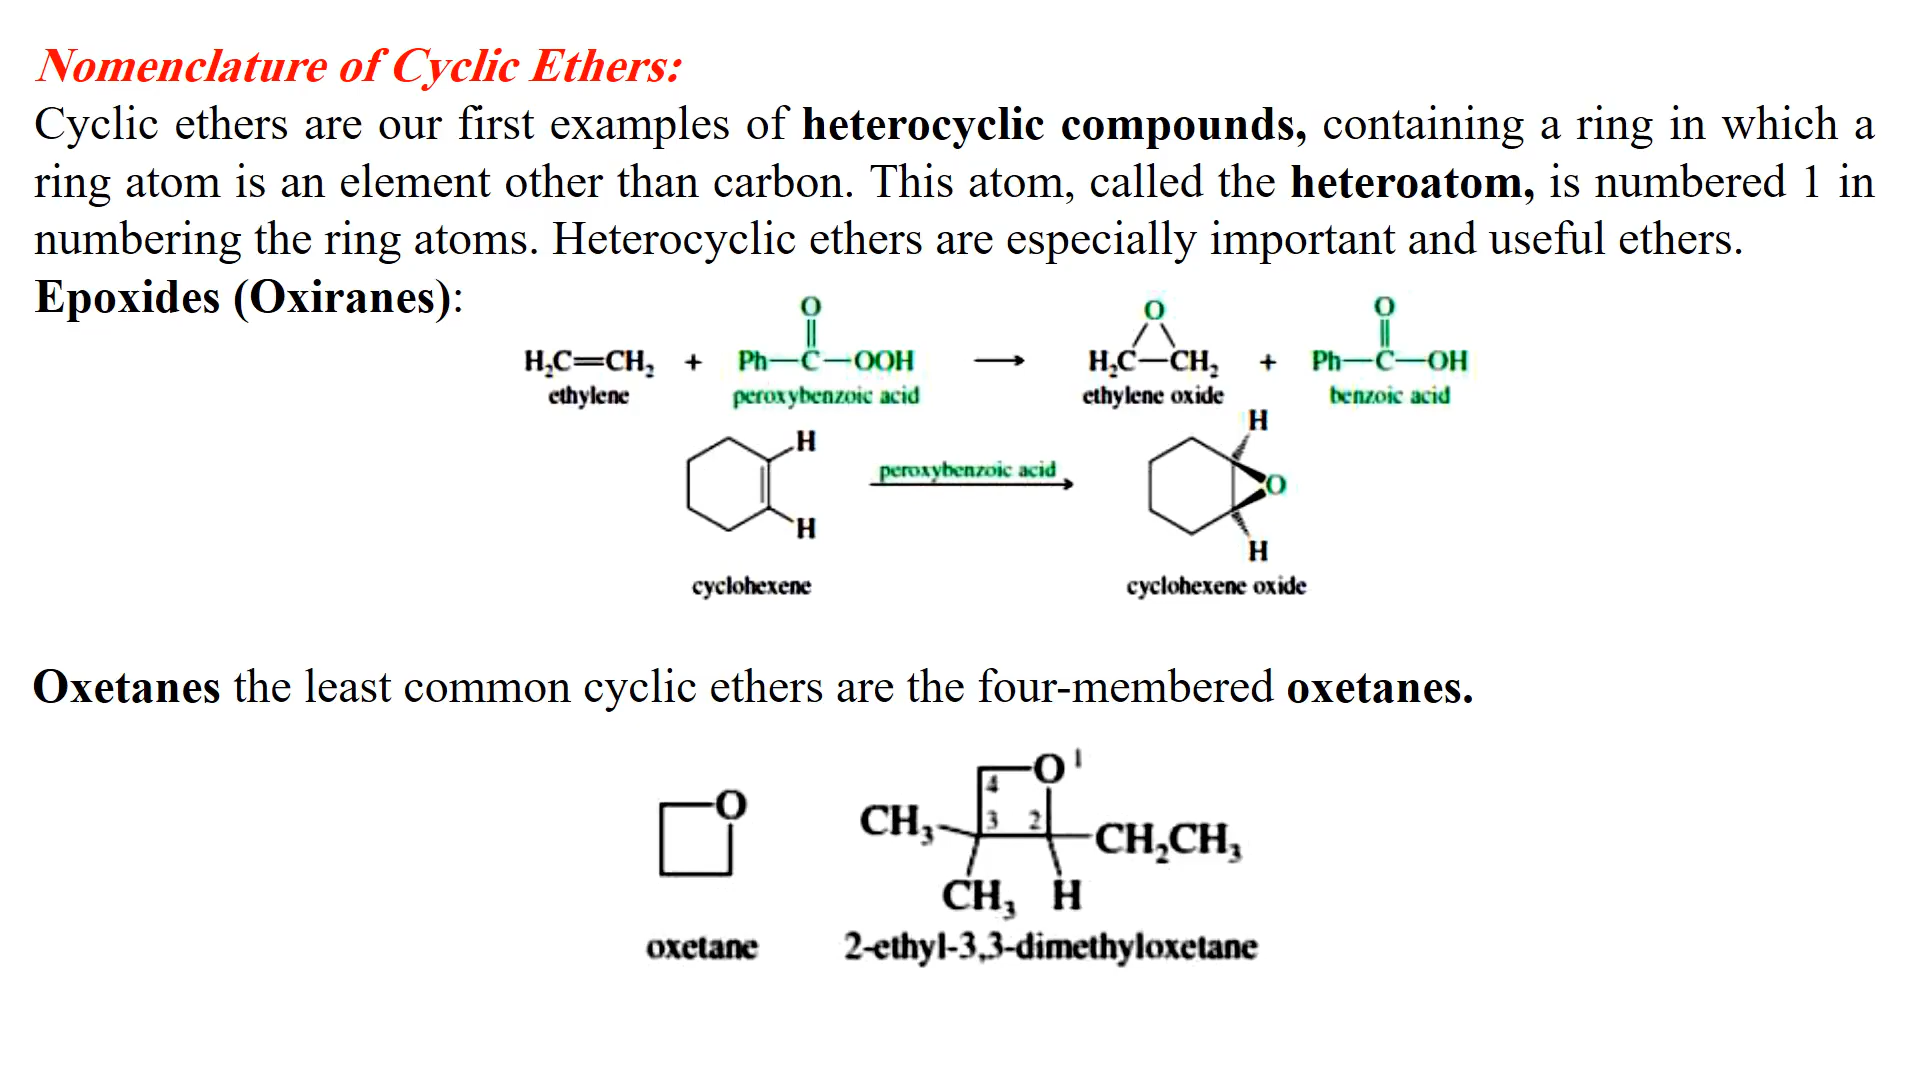 Nomenclature of Cyclic Ethers:
Cyclic ethers are our first examples of heterocyclic compounds, containing a ring in which a
ring atom is an element other than carbon. This atom, called the heteroatom, is numbered 1 in
numbering the ring atoms. Heterocyclic ethers are especially important and useful ethers.
Epoxides (Oxiranes):
O O O
H₂C=CH₂ + Ph—C—OOH → H₂C—CH₂ + Ph—C—OH
ethylene peroxybenzoic acid ethylene oxide benzoic acid
H H
peroxybenzoic acid O
H H
cyclohexene cyclohexene oxide
Oxetanes the least common cyclic ethers are the four-membered oxetanes.
O 4 O 1
CH₃ 3 2 CH₂CH₃
CH₃ H
oxetane 2-ethyl-3,3-dimethyloxetane